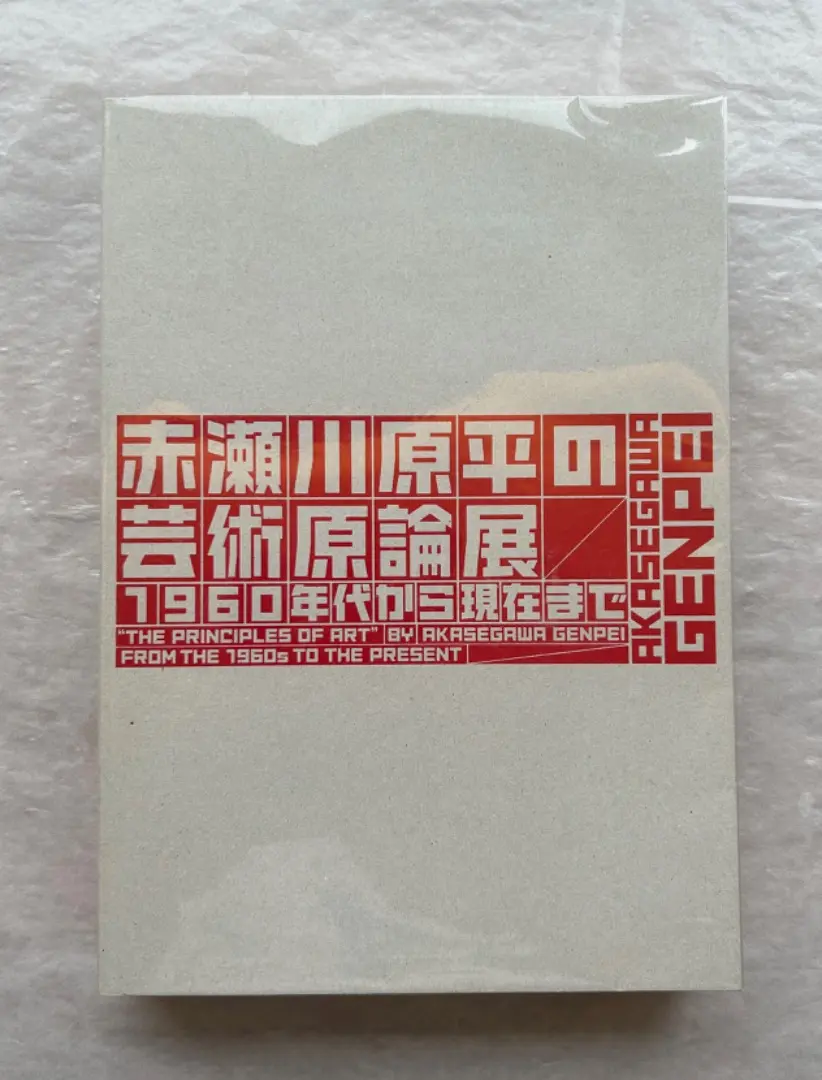 赤瀬川原平の
芸術原論展
1960年代から現在まで
"THE PRINCIPLES OF ART" BY AKASEGAWA GENPEI
FROM THE 1960s TO THE PRESENT
AKASEGAWA
GENPEI